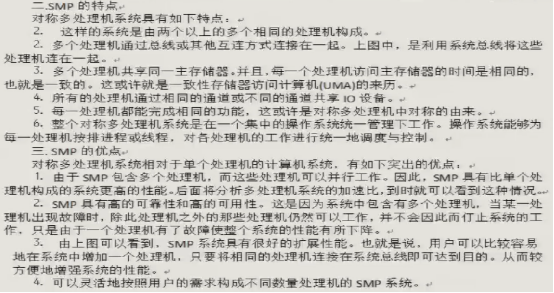 二.SMP 的特点
对称多处理机系统具有如下特点：
2. 这样的系统是由两个以上的多个相同的处理机构成。
2. 多个处理机通过总线或其他互连方式连接在一起。上图中，是利用系统总线将这些
处理机连在一起。
3. 多个处理机共享同一主存储器。并且，每一个处理机访问主存储器的时间是相同的，
也就是一致的。这或许就是一致性存储器访问计算机(UMA)的来历。
4. 所有的处理机通过相同的通道或不同的通道共享 IO 设备。
5. 每一处理机都能完成相同的功能，这或许是对称多处理机中对称的由来。
6. 整个对称多处理机系统是在一个集中的操作系统统一管理下工作。操作系统能够为
每一处理机按排进程或线程，对各处理机的工作进行统一地调度与控制。
三. SMP 的优点
对称多处理机系统相对于单个处理机的计算机系统，有如下突出的优点：
1. 由于 SMP 包含多个处理机，而这些处理机可以并行工作。因此，SMP 具有比单个处
理机构成的系统更高的性能。后面将分析多处理机系统的加速比，到时就可以看到这种情况。
2. SMP 具有高的可靠性和高的可用性。这是因为系统中包含有多个处理机，当某一处
理机出现故障时，除此处理机之外的那些处理机仍然可以工作，并不会因此而仃止系统的工
作，只是由于一个处理机有了故障使整个系统的性能有所下降。
3. 由上图可以看到，SMP 系统具有很好的扩展性能。也就是说，用户可以比较容易
地在系统中增加一个处理机，只要将相同的处理机连接在系统总线即可达到目的。从而较
方便地增强系统的性能。
4. 可以灵活地按照用户的需求构成不同数量处理机的 SMP 系统。